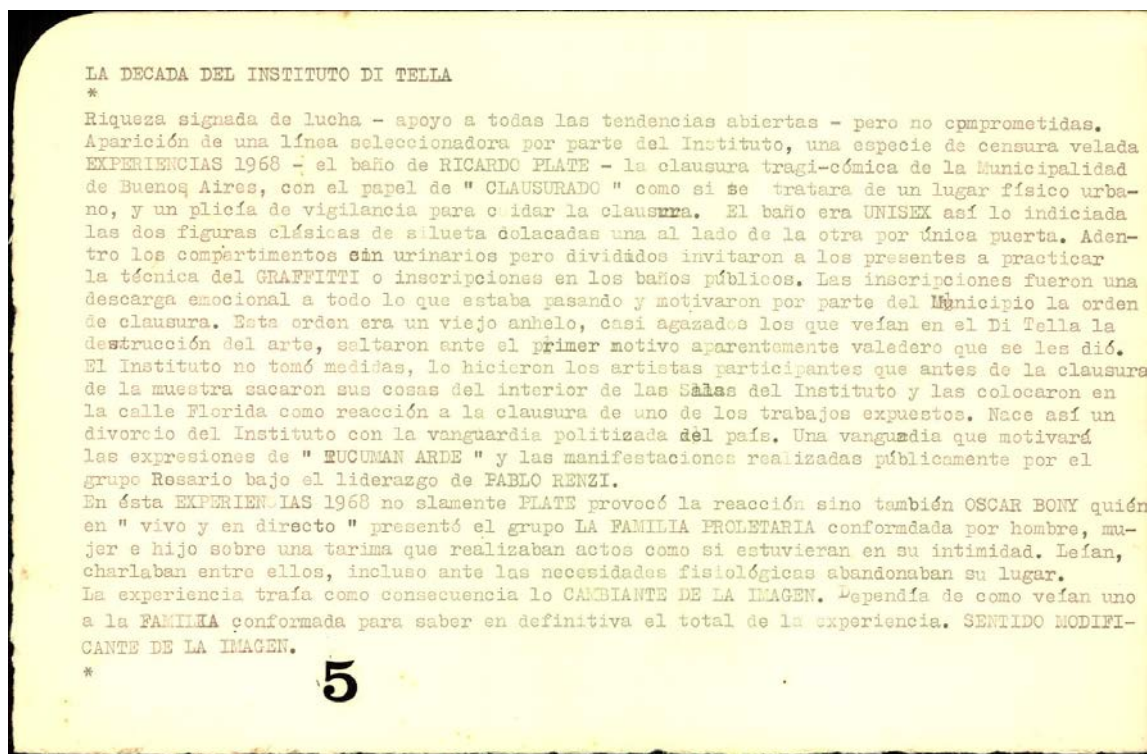 LA DECADA DEL INSTITUTO DI TELLA
*
Riqueza signada de lucha - apoyo a todas las tendencias abiertas - pero no cpmprometidas.
Aparición de una línea seleccionadora por parte del Instituto, una especie de censura velada
EXPERIENCIAS 1968 - el baño de RICARDO PLATE - la clausura tragi-cómica de la Municipalidad
de Buenoq Aires, con el papel de " CLAUSURADO " como si se tratara de un lugar físico urba-
no, y un plicía de vigilancia para cuidar la clausura. El baño era UNISEX así lo indiciada
las dos figuras clásicas de silueta colacadas una al lado de la otra por única puerta. Aden-
tro los compartimentos sin urinarios pero divididos invitaron a los presentes a practicar
la técnica del GRAFFITTI o inscripciones en los baños públicos. Las inscripciones fueron una
descarga emocional a todo lo que estaba pasando y motivaron por parte del Municipio la orden
de clausura. Esta orden era un viejo anhelo, casi agazados los que veían en el Di Tella la
destrucción del arte, saltaron ante el primer motivo aparentemente valedero que se les dió.
El Instituto no tomó medidas, lo hicieron los artistas participantes que antes de la clausura
de la muestra sacaron sus cosas del interior de las Salas del Instituto y las colocaron en
la calle Florida como reacción a la clausura de uno de los trabajos expuestos. Nace así un
divorcio del Instituto con la vanguardia politizada del país. Una vanguadia que motivará
las expresiones de " TUCUMAN ARDE " y las manifestaciones realizadas públicamente por el
grupo Rosario bajo el liderazgo de PABLO RENZI.
En ésta EXPERIENCIAS 1968 no slamente PLATE provocó la reacción sino también OSCAR BONY quién
en " vivo y en directo " presentó el grupo LA FAMILIA PROLETARIA conformdada por hombre, mu-
jer e hijo sobre una tarima que realizaban actos como si estuvieran en su intimidad. Leían,
charlaban entre ellos, incluso ante las necesidades fisiológicas abandonaban su lugar.
La experiencia traía como consecuencia lo CAMBIANTE DE LA IMAGEN. Dependía de como veían uno
a la FAMILIA conformada para saber en definitiva el total de la experiencia. SENTIDO MODIFI-
CANTE DE LA IMAGEN.
*
5